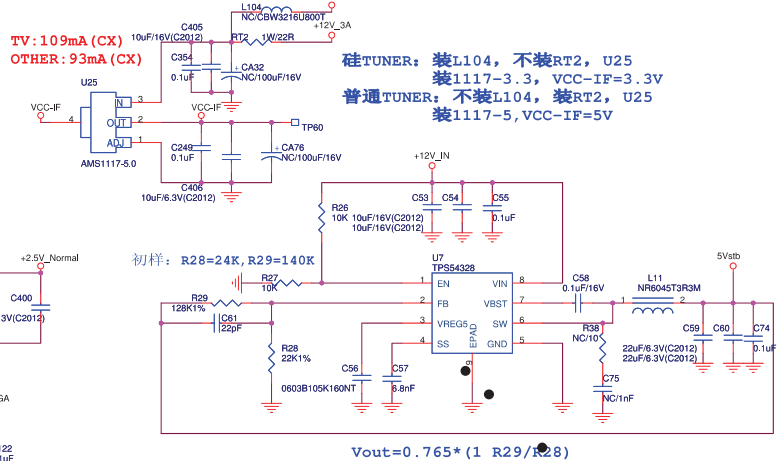 L104
NC/CBW3216U800T
+12V_3A
C405
10uF/16V(C2012)
RT2 1W/22R
TV:109mA(CX)
OTHER:93mA(CX)
C354
0.1uF
CA32
NC/100uF/16V
硅TUNER：装L104，不装RT2，U25
装1117-3.3，VCC-IF=3.3V
普通TUNER：不装L104，装RT2，U25
装1117-5,VCC-IF=5V
U25
VCC-IF
4
IN 3
OUT 2
ADJ 1
AMS1117-5.0
VCC-IF
TP60
C249
0.1uF
CA76
NC/100uF/16V
C406
10uF/6.3V(C2012)
+12V_IN
R26
10K
C53
C54
C55
10uF/16V(C2012)
10uF/16V(C2012)
0.1uF
+2.5V_Normal
C400
3V(C2012)
初样：R28=24K,R29=140K
R27
10K
R29
128K1%
C61
22pF
R28
22K1%
U7
TPS54328
1 EN VIN 8
2 FB VBST 7
3 VREG5 SW 6
4 SS GND 5
EPAD
9
C58
0.1uF/16V
L11
NR6045T3R3M
1 2
5Vstb
R38
NC/10
C75
NC/1nF
C59
C60
C74
22uF/6.3V(C2012)
22uF/6.3V(C2012)
0.1uF
C56
0603B105K160NT
C57
6.8nF
GA
122
1uF
Vout=0.765*(1 R29/R28)